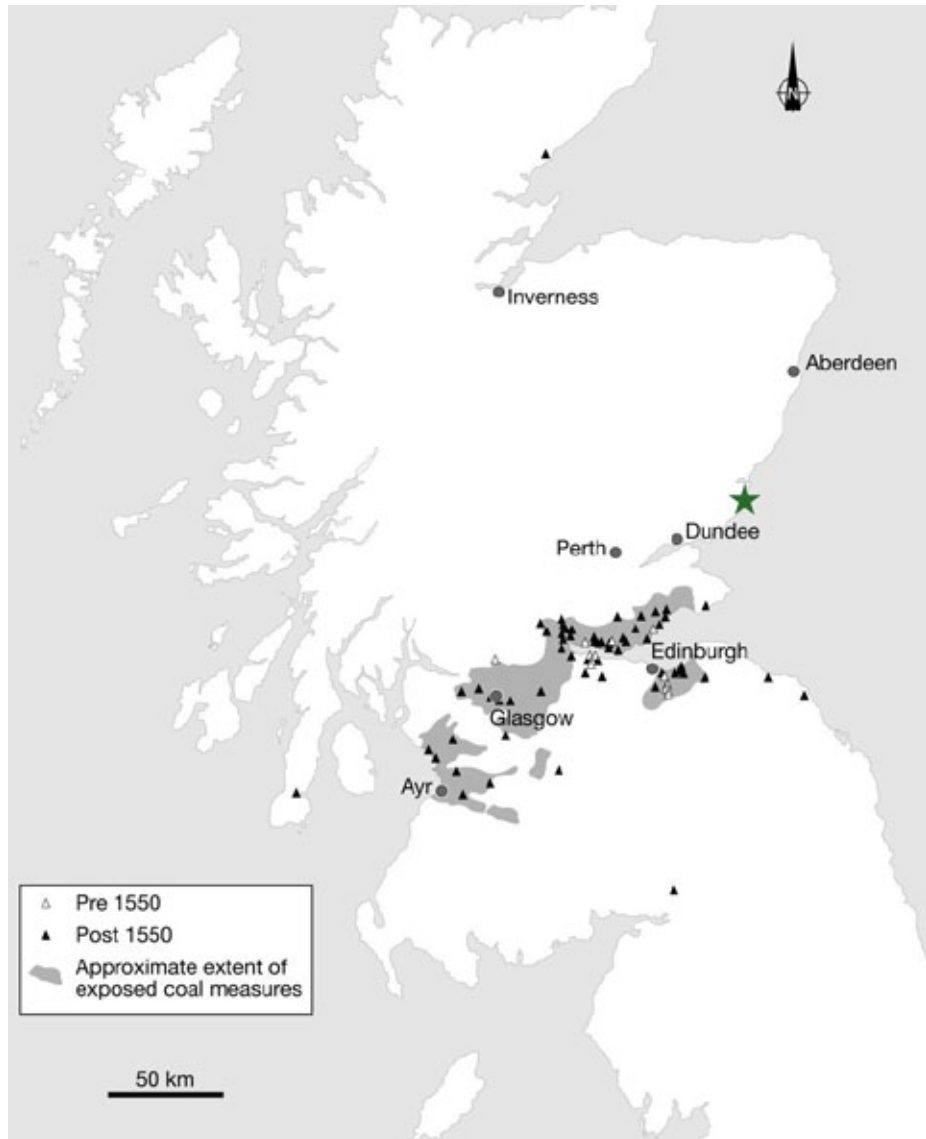 N
Inverness
Aberdeen
Dundee
Perth
Edinburgh
Glasgow
Ayr
Pre 1550
Post 1550
Approximate extent of
exposed coal measures
50 km